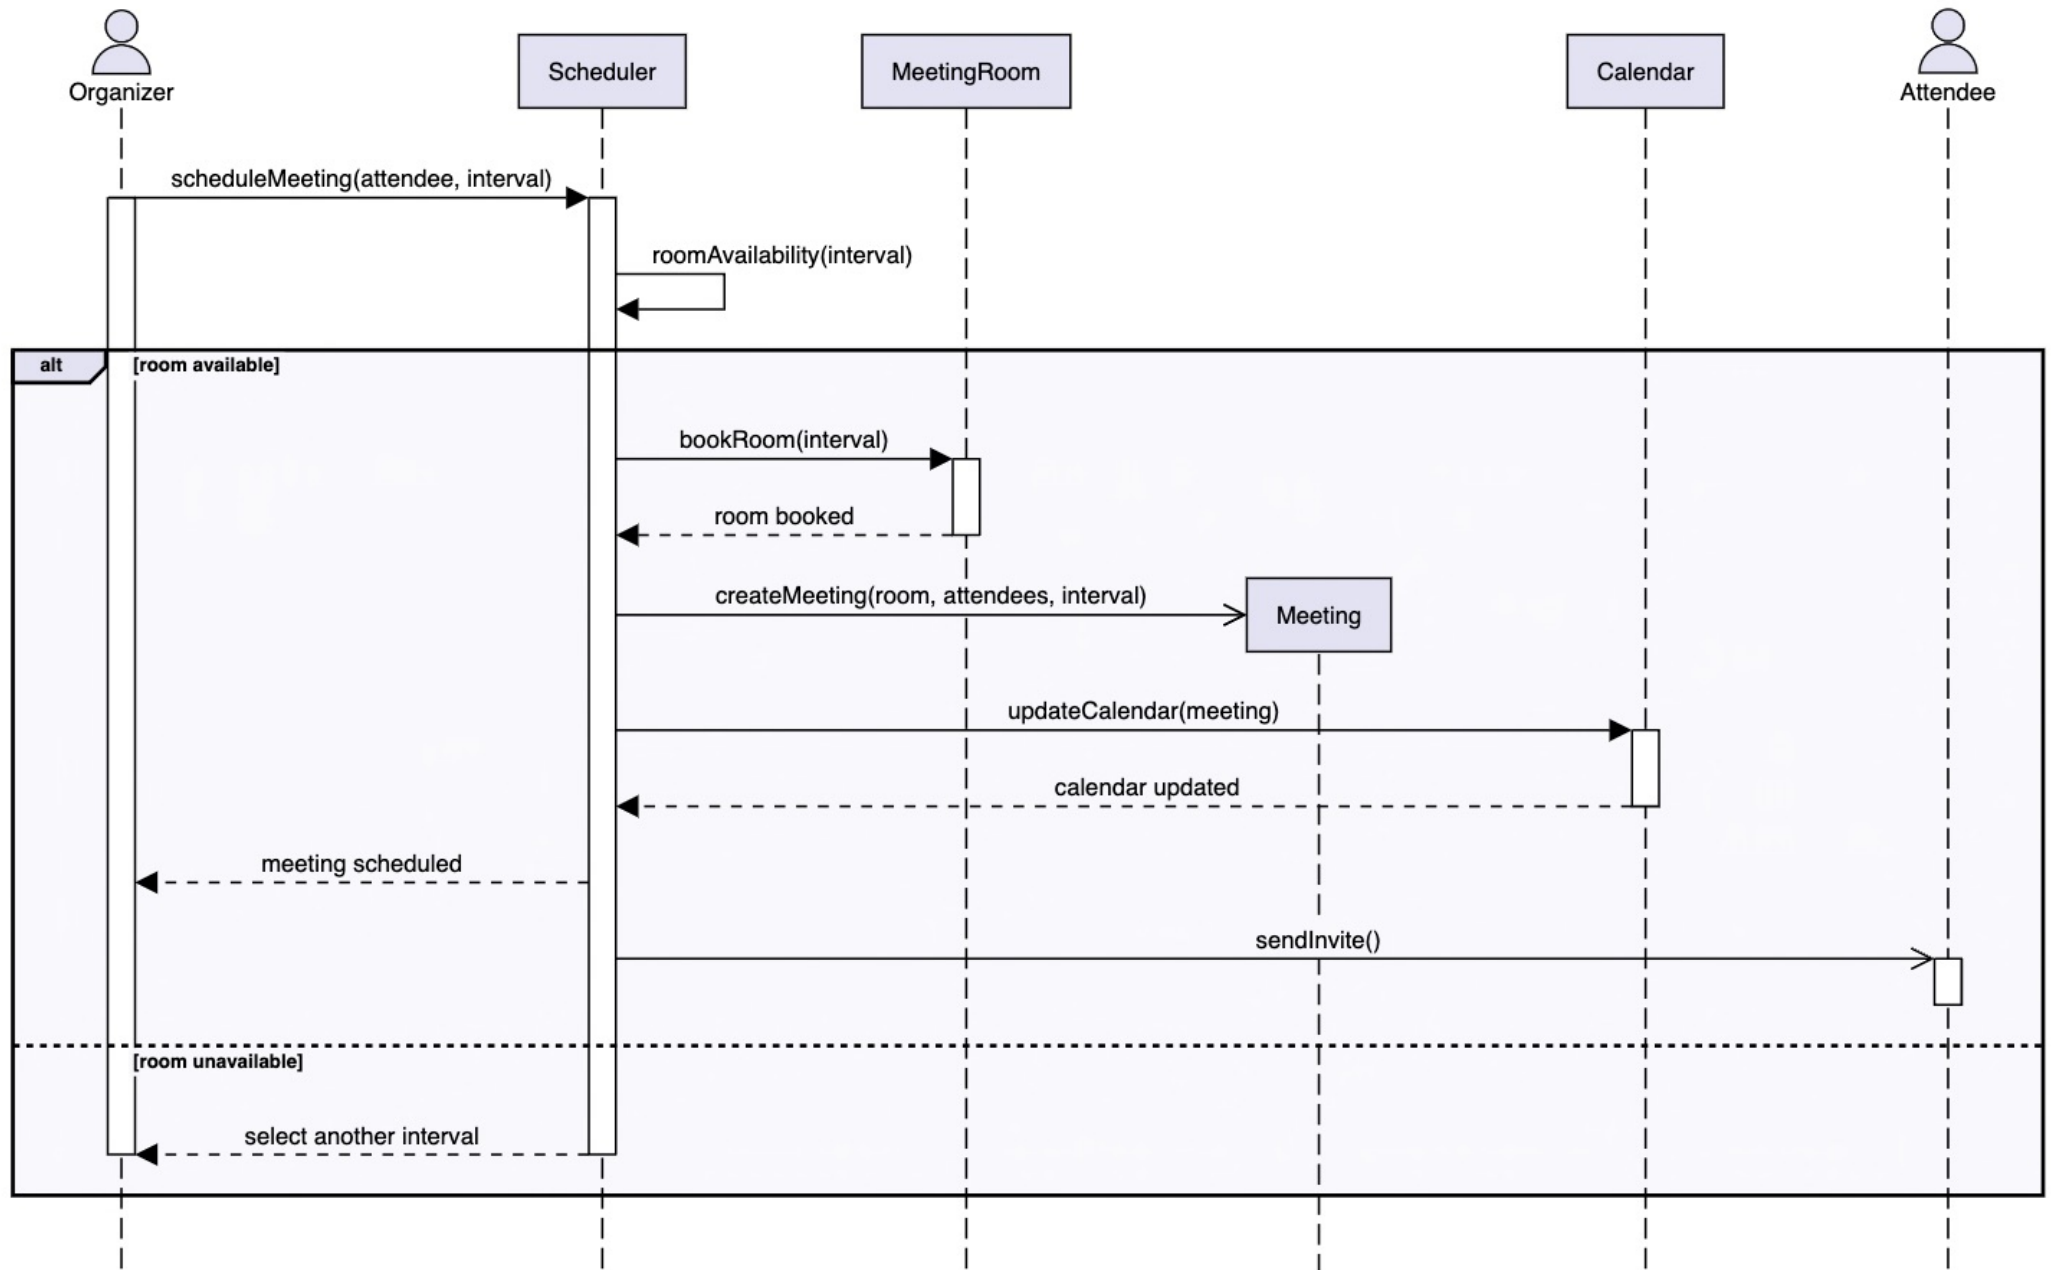 Organizer
Scheduler
MeetingRoom
Calendar
Attendee
scheduleMeeting(attendee, interval)
roomAvailability(interval)
alt
[room available]
bookRoom(interval)
room booked
createMeeting(room, attendees, interval)
Meeting
updateCalendar(meeting)
calendar updated
meeting scheduled
sendInvite()
[room unavailable]
select another interval